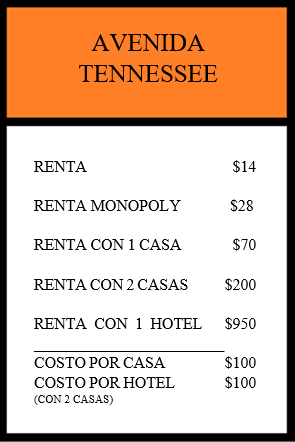 AVENIDA
TENNESSEE
RENTA $14
RENTA MONOPOLY $28
RENTA CON 1 CASA $70
RENTA CON 2 CASAS $200
RENTA CON 1 HOTEL $950
COSTO POR CASA $100
COSTO POR HOTEL $100
(CON 2 CASAS)